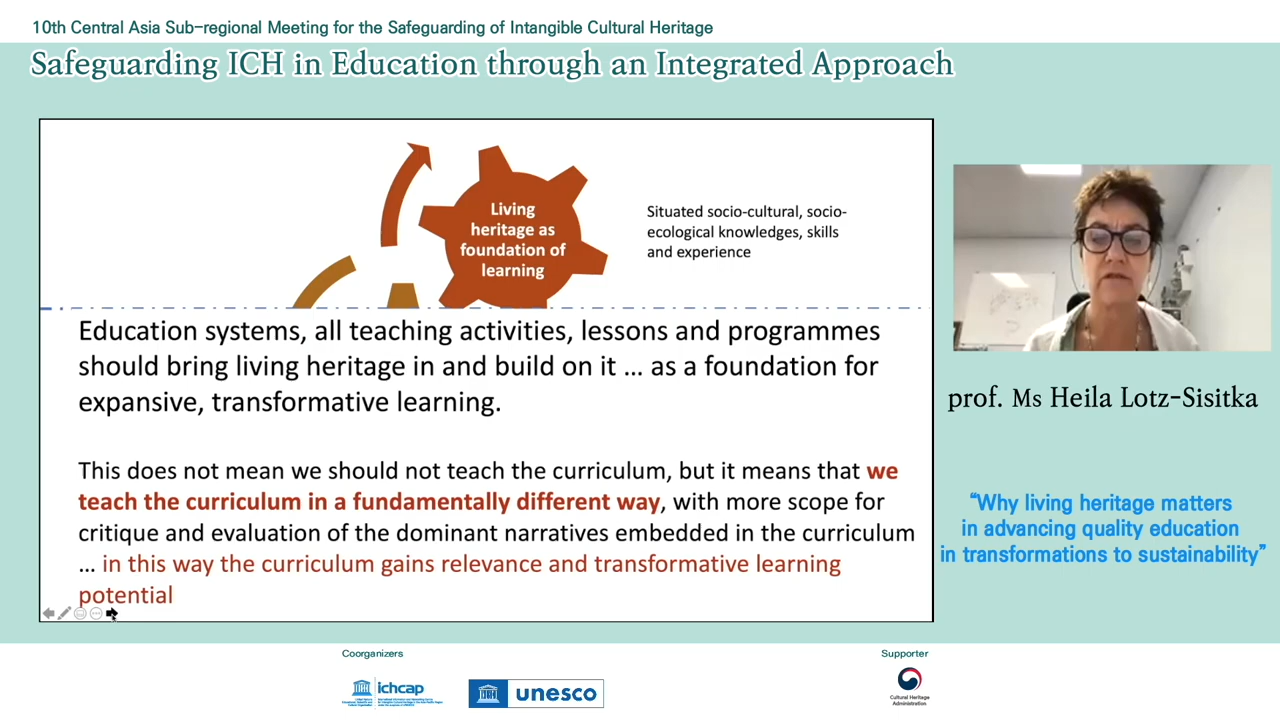 10th Central Asia Sub-regional Meeting for the Safeguarding of Intangible Cultural Heritage
Safeguarding ICH in Education through an Integrated Approach
Living
heritage as
foundation of
learning
Situated socio-cultural, socio-
ecological knowledges, skills
and experience
Education systems, all teaching activities, lessons and programmes
should bring living heritage in and build on it … as a foundation for
expansive, transformative learning.
This does not mean we should not teach the curriculum, but it means that we
teach the curriculum in a fundamentally different way, with more scope for
critique and evaluation of the dominant narratives embedded in the curriculum
… in this way the curriculum gains relevance and transformative learning
potential
prof. Ms Heila Lotz-Sisitka
“Why living heritage matters
in advancing quality education
in transformations to sustainability”
Coorganizers
ichcap
unesco
Supporter
Cultural Heritage
Administration